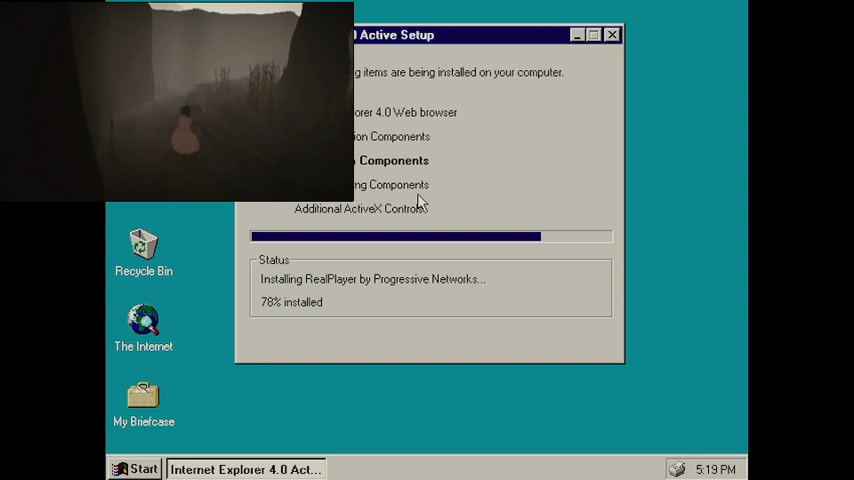 0 Active Setup
g items are being installed on your computer.
orer 4.0 Web browser
ion Components
Components
ng Components
Additional ActiveX Controls
Status
Installing RealPlayer by Progressive Networks...
78% installed
Recycle Bin
The Internet
My Briefcase
Start
Internet Explorer 4.0 Act...
5:19 PM